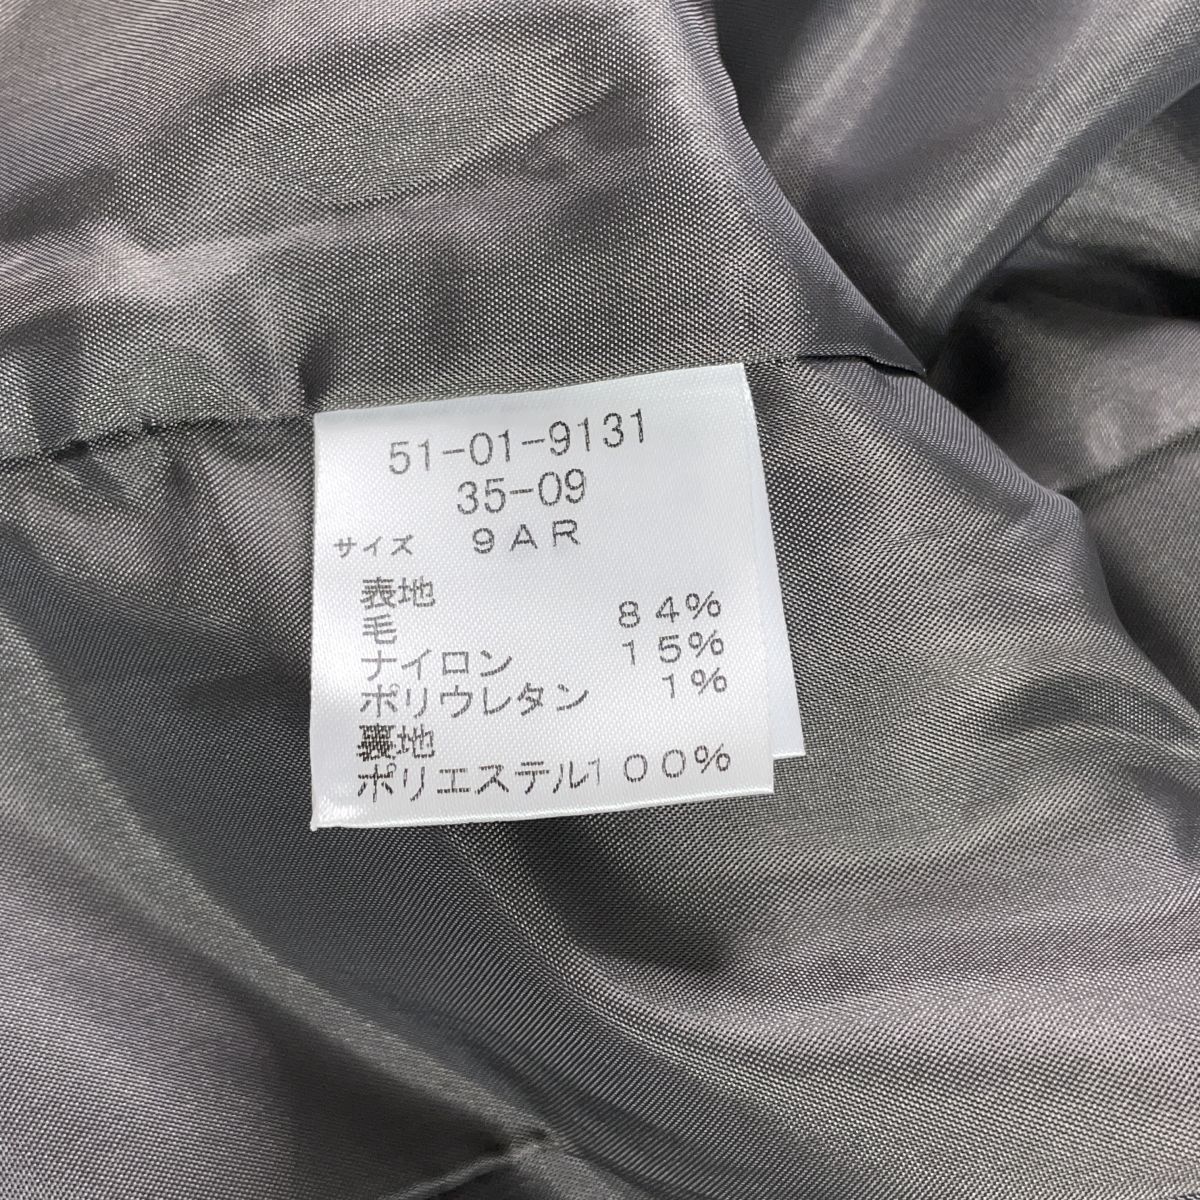 51-01-9131
35-09
サイズ 9AR
表地
毛 84%
ナイロン 15%
ポリウレタン 1%
裏地
ポリエステル100%